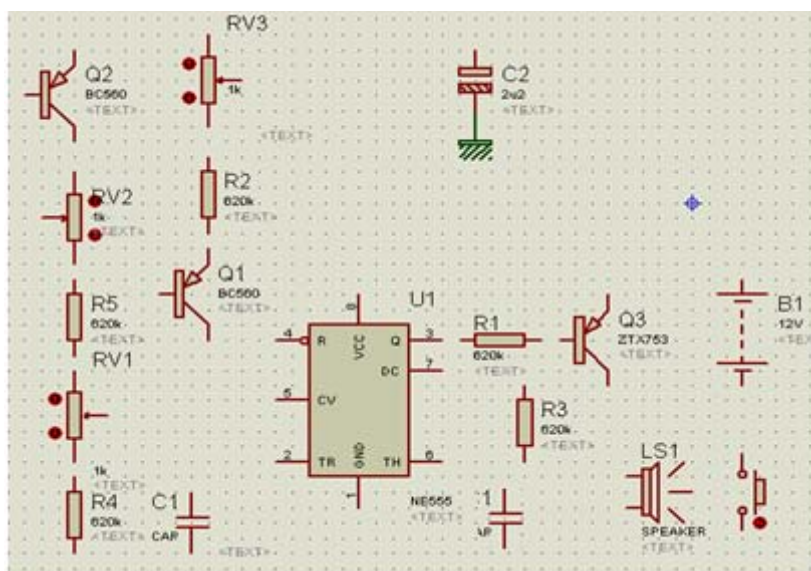 RV3
Q2
BC560
<TEXT>
1k
<TEXT>
C2
2u2
<TEXT>
RV2
1k
<TEXT>
R2
620k
<TEXT>
Q1
BC560
<TEXT>
R5
620k
<TEXT>
RV1
1k
<TEXT>
R4
620k
<TEXT>
C1
CAP
<TEXT>
U1
8
VCC
4
R
Q
3
DC
7
5
CV
2
TR
GND
TH
6
1
NE555
<TEXT>
R1
620k
<TEXT>
Q3
ZTX753
<TEXT>
B1
12V
R3
620k
<TEXT>
1
<TEXT>
LS1
SPEAKER
<TEXT>